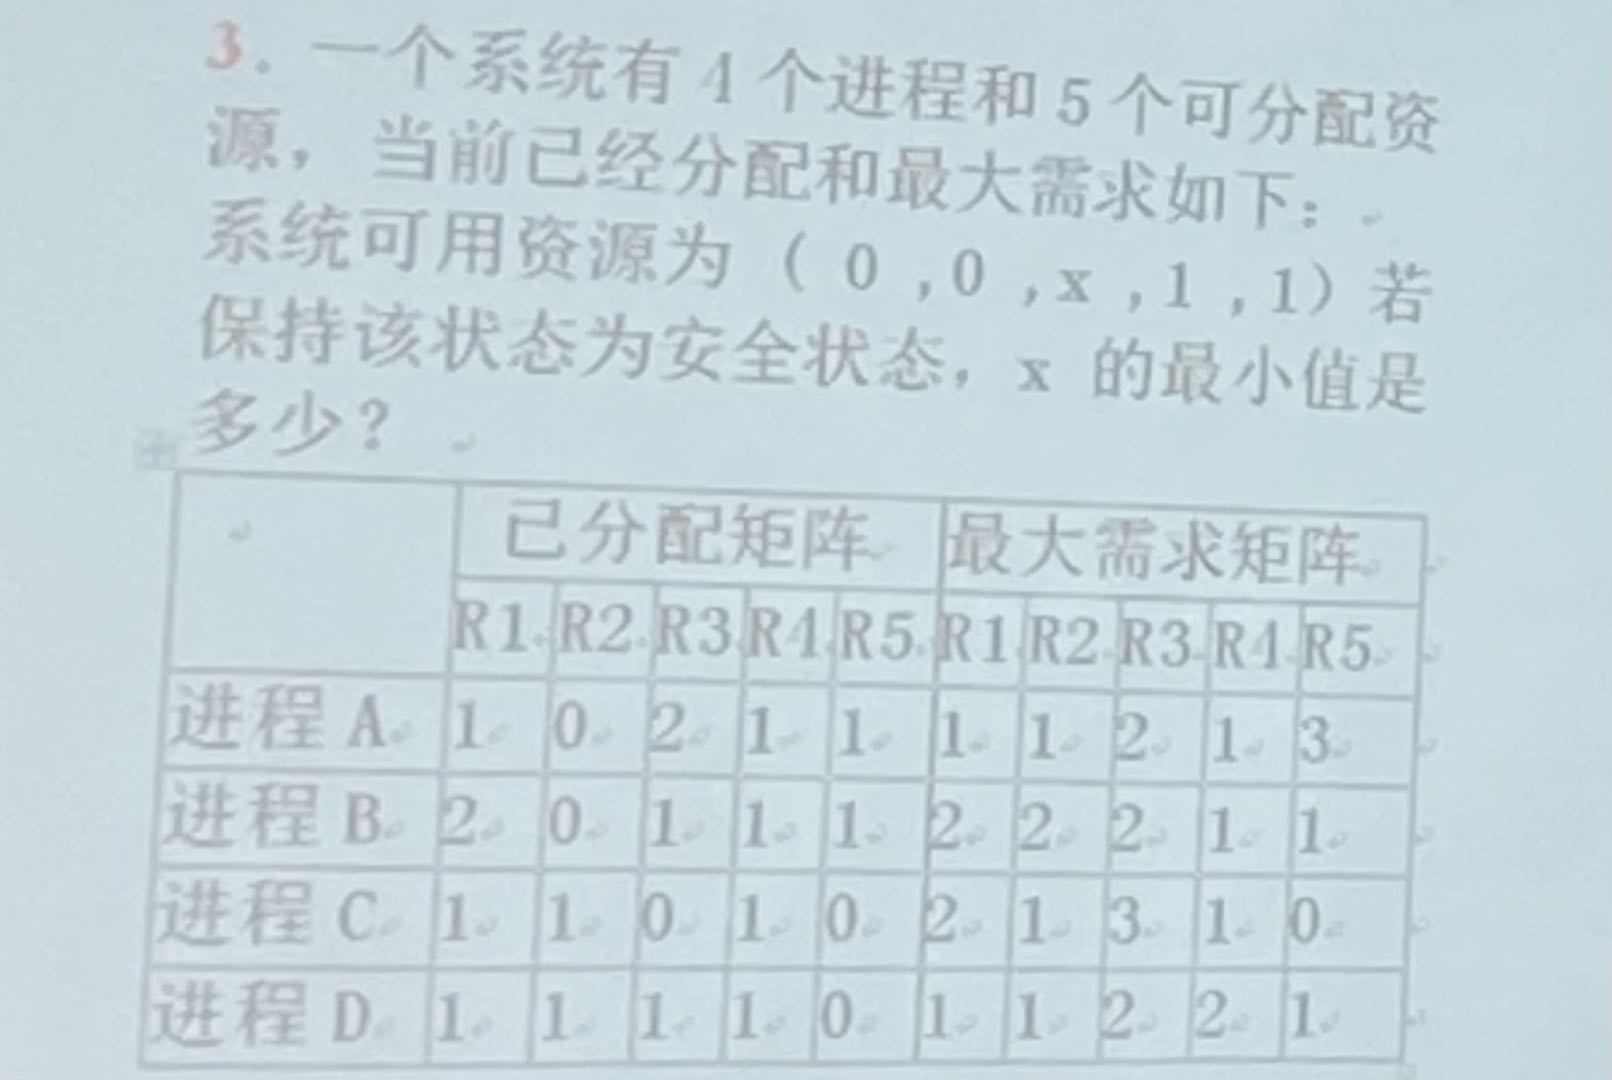 3．一个系统有 4 个进程和 5 个可分配资
源，当前已经分配和最大需求如下：
系统可用资源为（ 0 ,0 ,x ,1 ,1）若
保持该状态为安全状态，x 的最小值是
多少？
已分配矩阵 最大需求矩阵
R1 R2 R3 R4 R5 R1 R2 R3 R4 R5
进程 A 1 0 2 1 1 1 1 2 1 3
进程 B 2 0 1 1 1 2 2 2 1 1
进程 C 1 1 0 1 0 2 1 3 1 0
进程 D 1 1 1 1 0 1 1 2 2 1